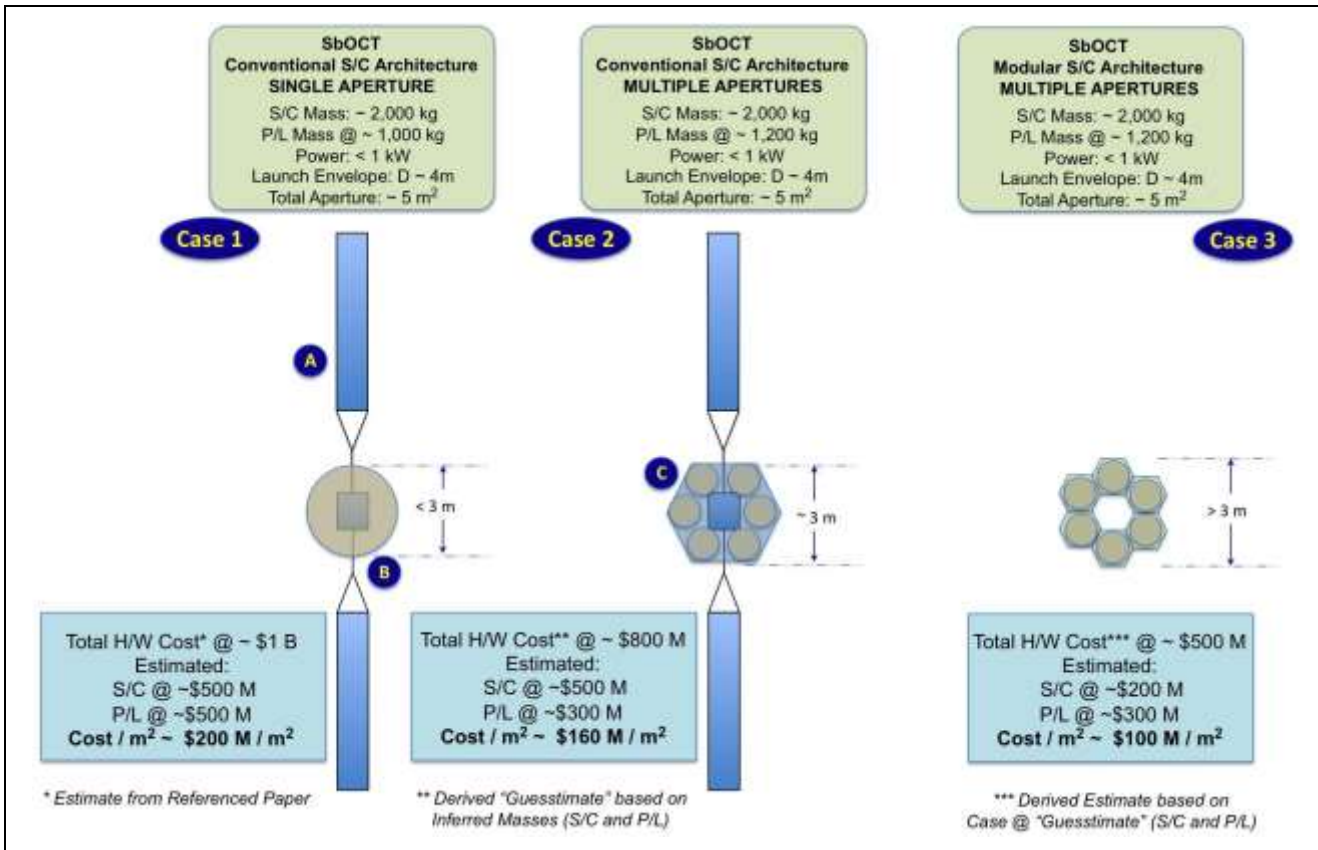 SbOCT
Conventional S/C Architecture
SINGLE APERTURE
S/C Mass: ~ 2,000 kg
P/L Mass @ ~ 1,000 kg
Power: < 1 kW
Launch Envelope: D ~ 4m
Total Aperture: ~ 5 m²
SbOCT
Conventional S/C Architecture
MULTIPLE APERTURES
S/C Mass: ~ 2,000 kg
P/L Mass @ ~ 1,200 kg
Power: < 1 kW
Launch Envelope: D ~ 4m
Total Aperture: ~ 5 m²
SbOCT
Modular S/C Architecture
MULTIPLE APERTURES
S/C Mass: ~ 2,000 kg
P/L Mass @ ~ 1,200 kg
Power: < 1 kW
Launch Envelope: D ~ 4m
Total Aperture: ~ 5 m²
Case 1
Case 2
Case 3
A
B
C
< 3 m
~ 3 m
> 3 m
Total H/W Cost* @ ~ $1 B
Estimated:
S/C @ ~$500 M
P/L @ ~$500 M
Cost / m² ~ $200 M / m²
* Estimate from Referenced Paper
Total H/W Cost** @ ~ $800 M
Estimated:
S/C @ ~$500 M
P/L @ ~$300 M
Cost / m² ~ $160 M / m²
** Derived "Guesstimate" based on
Inferred Masses (S/C and P/L)
Total H/W Cost*** @ ~ $500 M
Estimated:
S/C @ ~$200 M
P/L @ ~$300 M
Cost / m² ~ $100 M / m²
*** Derived Estimate based on
Case @ "Guesstimate" (S/C and P/L)